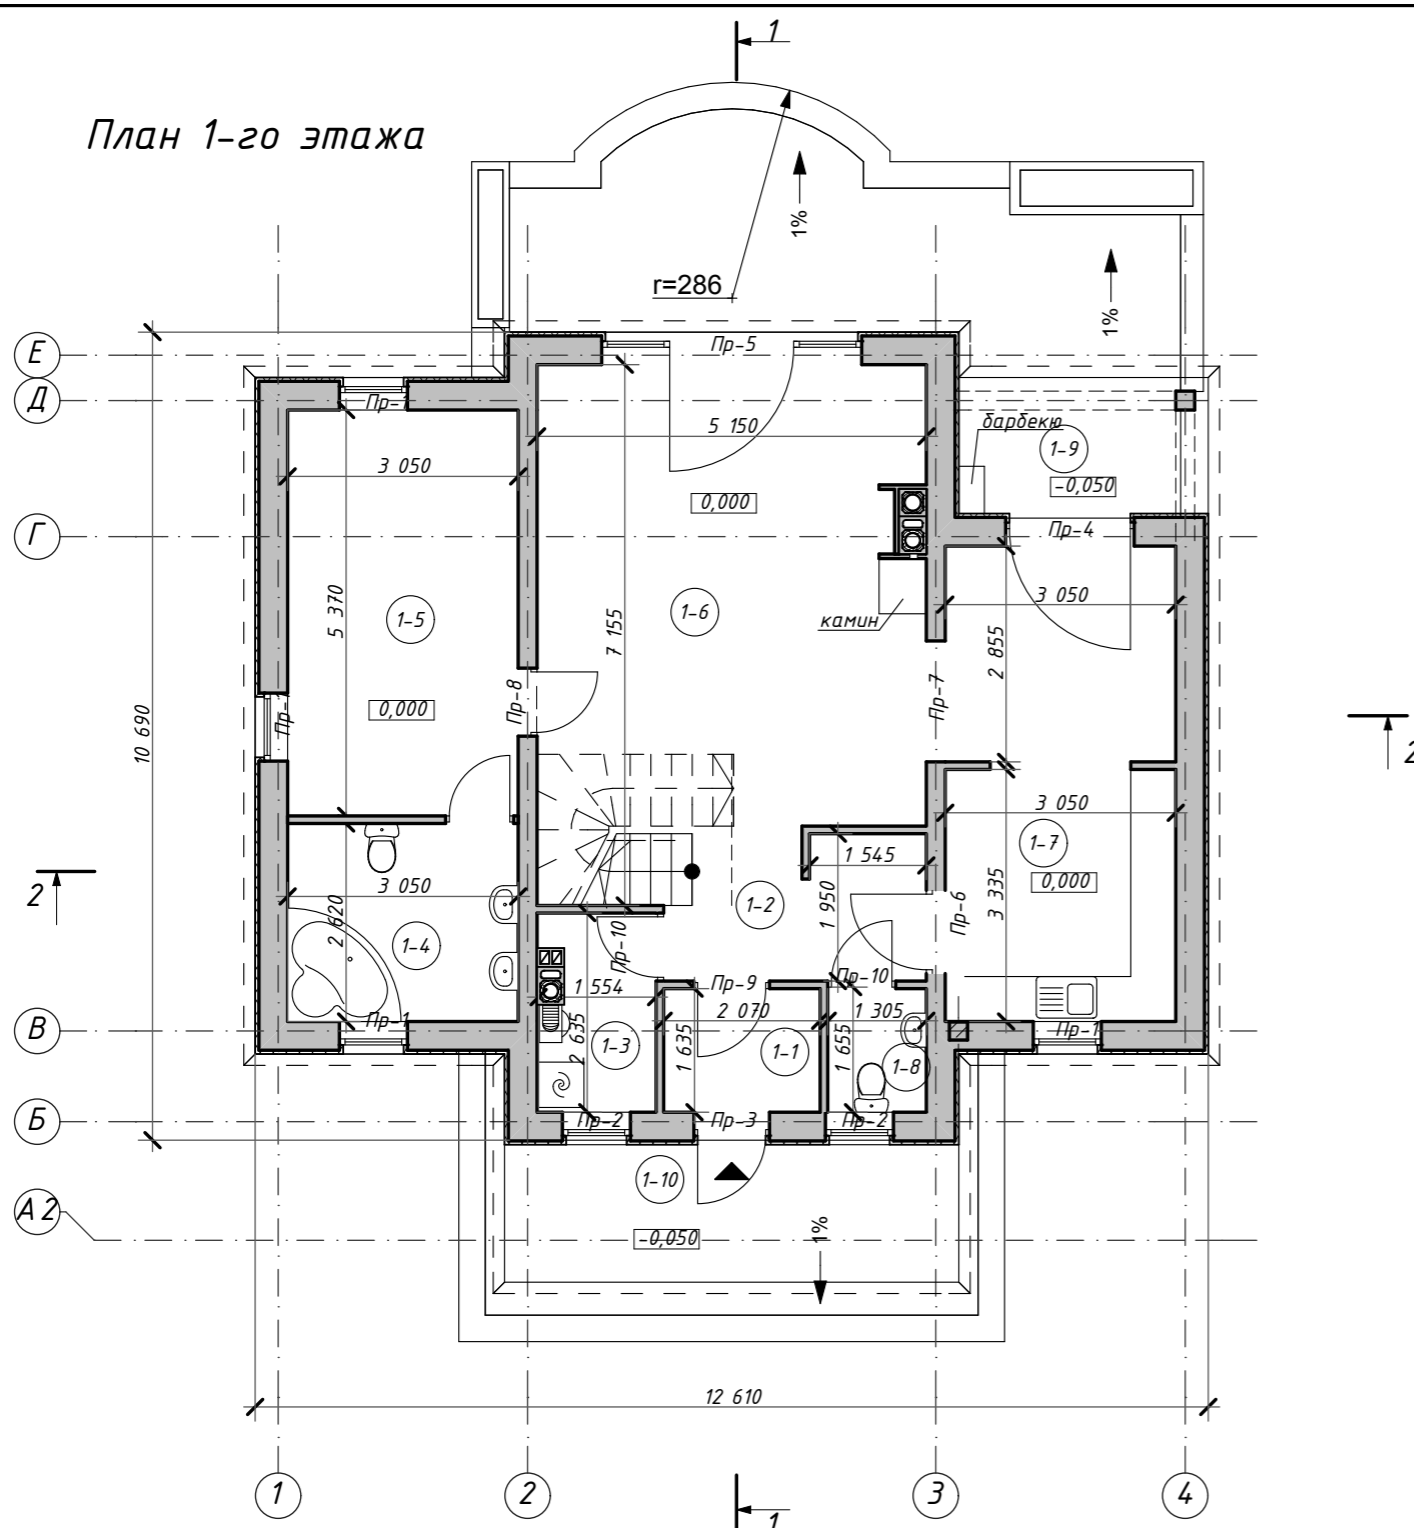 1
План 1-го этажа
1%
r=286
1%
Е
Пр-5
Д
Пр-1
5 150
барбекю
1-9
3 050
0,000
-0,050
Г
Пр-4
5 370
1-5
7 155
1-6
камин
3 050
2 855
0,000
Пр-8
Пр-7
Пр-
10 690
2
3 050
1 545
1-7
0,000
3 335
2
3 050
2 620
1-4
1-2
1 950
Пр-6
Пр-10
1 554
Пр-9
Пр-10
2 070
1 305
В
Пр-1
2 635
1-3
1 635
1-1
1 655
1-8
Пр-1
Б
Пр-2
Пр-3
Пр-2
1-10
А2
-0,050
1%
12 610
1
2
3
4
1